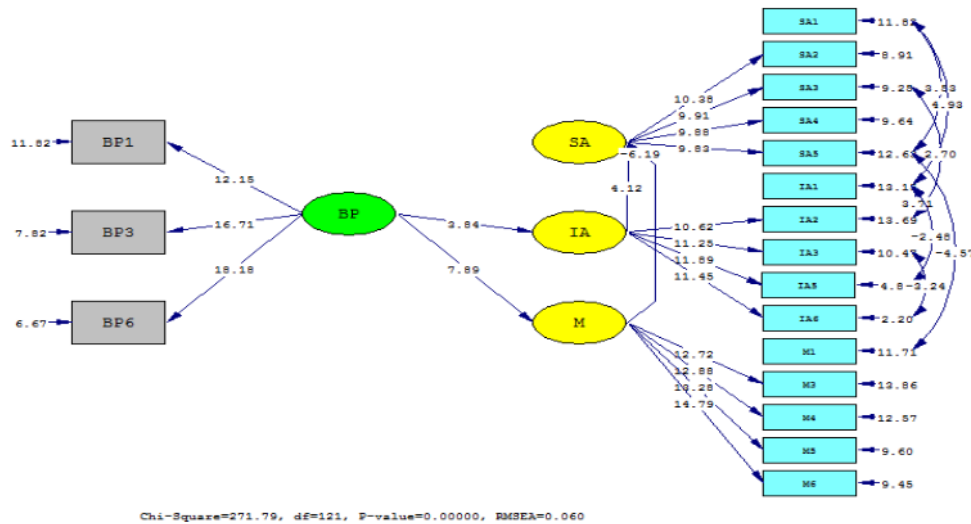 SA1 11.82
SA2 8.91
10.38
SA3 9.28 3.83
9.91 4.93
11.82 BP1 SA4 9.64
9.88
SA
SA5 12.68 2.70
9.83
-6.19
12.15 IA1
4.12 3.71
BP
16.71 3.84 IA 10.62 IA2 13.69
7.82 BP3 11.25 -2.48
IA3 -4.57
11.89
7.89 11.45 IA5 4.8 -3.24
18.18
IA6 2.20
6.67 BP6 M
M1 11.71
12.72
M3 13.86
12.88
13.28 M4 12.57
14.79
M5 9.60
M6 9.45
Chi-Square=271.79, df=121, P-value=0.00000, RMSEA=0.060